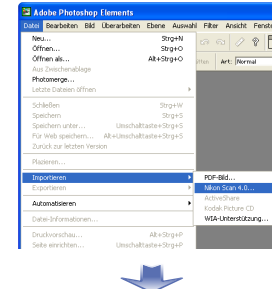 Adobe Photoshop Elements
Datei Bearbeiten Bild Überarbeiten Ebene Auswahl Filter Ansicht Fenste
Neu... Strg+N
Öffnen... Strg+O
Öffnen als... Alt+Strg+O
Aus Zwischenablage
Photomerge...
Letzte Dateien öffnen
Art: Normal
Schließen Strg+W
Speichern Strg+S
Speichern unter... Umschalttaste+Strg+S
Für Web speichern... Alt+Umschalttaste+Strg+S
Zurück zur letzten Version
Plazieren...
Importieren
Exportieren
Automatisieren
Datei-Informationen...
Druckvorschau... Alt+Strg+P
Seite einrichten... Umschalttaste+Strg+P
PDF-Bild...
Nikon Scan 4.0...
ActiveShare
Kodak Picture CD
WIA-Unterstützung...